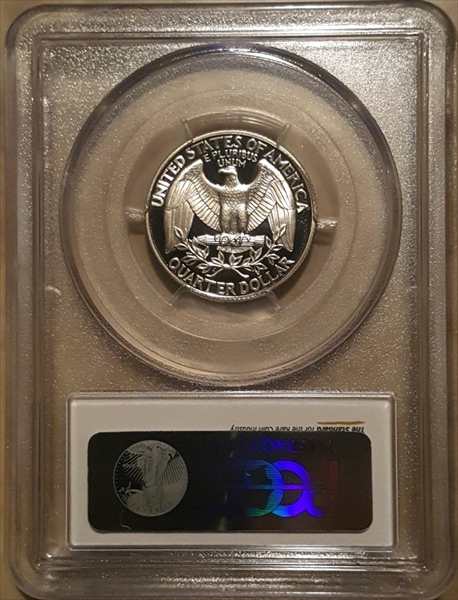 UNITED STATES OF AMERICA
E PLURIBUS
UNUM
QUARTER DOLLAR
The Standard for the Rare Coin Industry